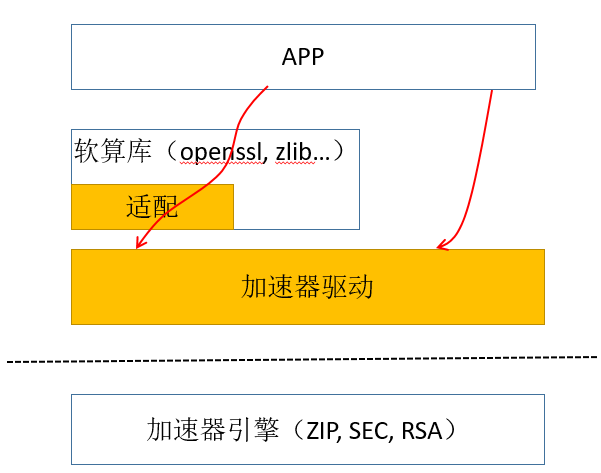 APP
软算库（openssl, zlib…）
适配
加速器驱动
加速器引擎（ZIP, SEC, RSA）